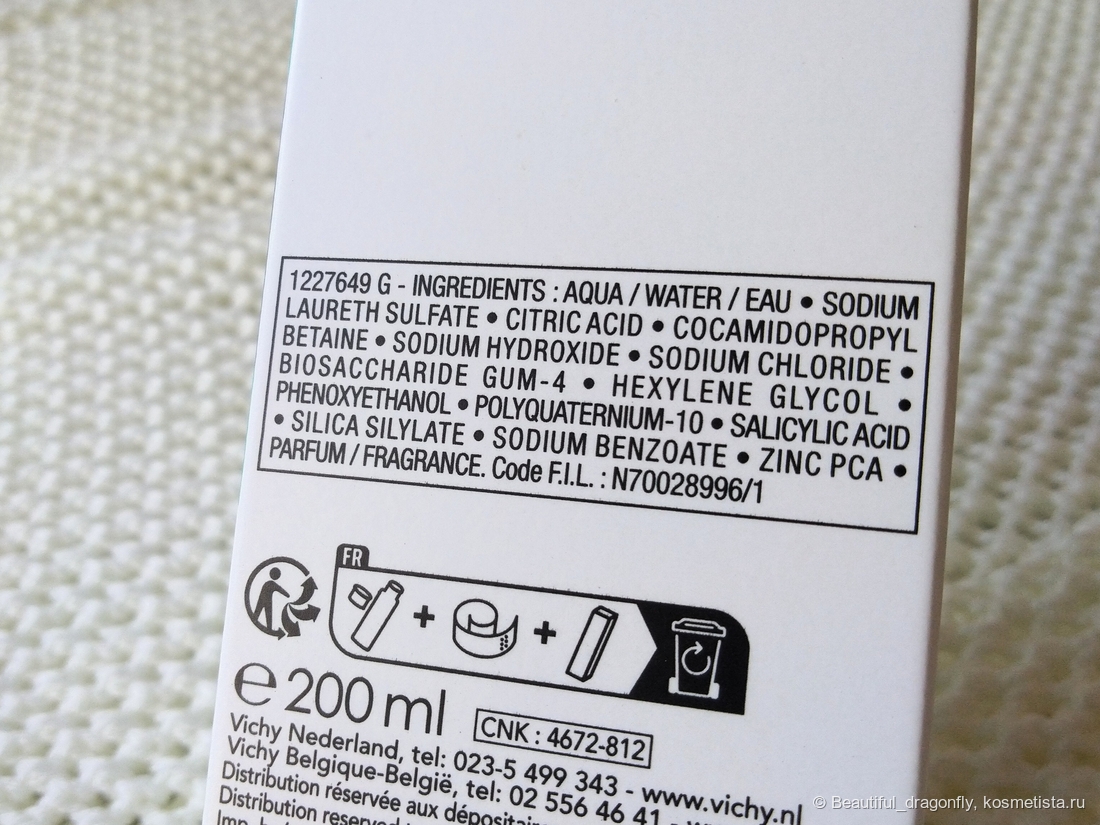 1227649 G - INGREDIENTS : AQUA / WATER / EAU • SODIUM
LAURETH SULFATE • CITRIC ACID • COCAMIDOPROPYL
BETAINE • SODIUM HYDROXIDE • SODIUM CHLORIDE •
BIOSACCHARIDE GUM-4 • HEXYLENE GLYCOL •
PHENOXYETHANOL • POLYQUATERNIUM-10 • SALICYLIC ACID
• SILICA SILYLATE • SODIUM BENZOATE • ZINC PCA •
PARFUM / FRAGRANCE. Code F.I.L. : N70028996/1
FR
+ +
e 200 ml
CNK : 4672-812
Vichy Nederland, tel: 023-5 499 343 - www.vichy.nl
Vichy Belgique-België, tel: 02 556 46 41 -
Distribution réservée aux dépositaires
Distribution reserved
© Beautiful_dragonfly, kosmetista.ru